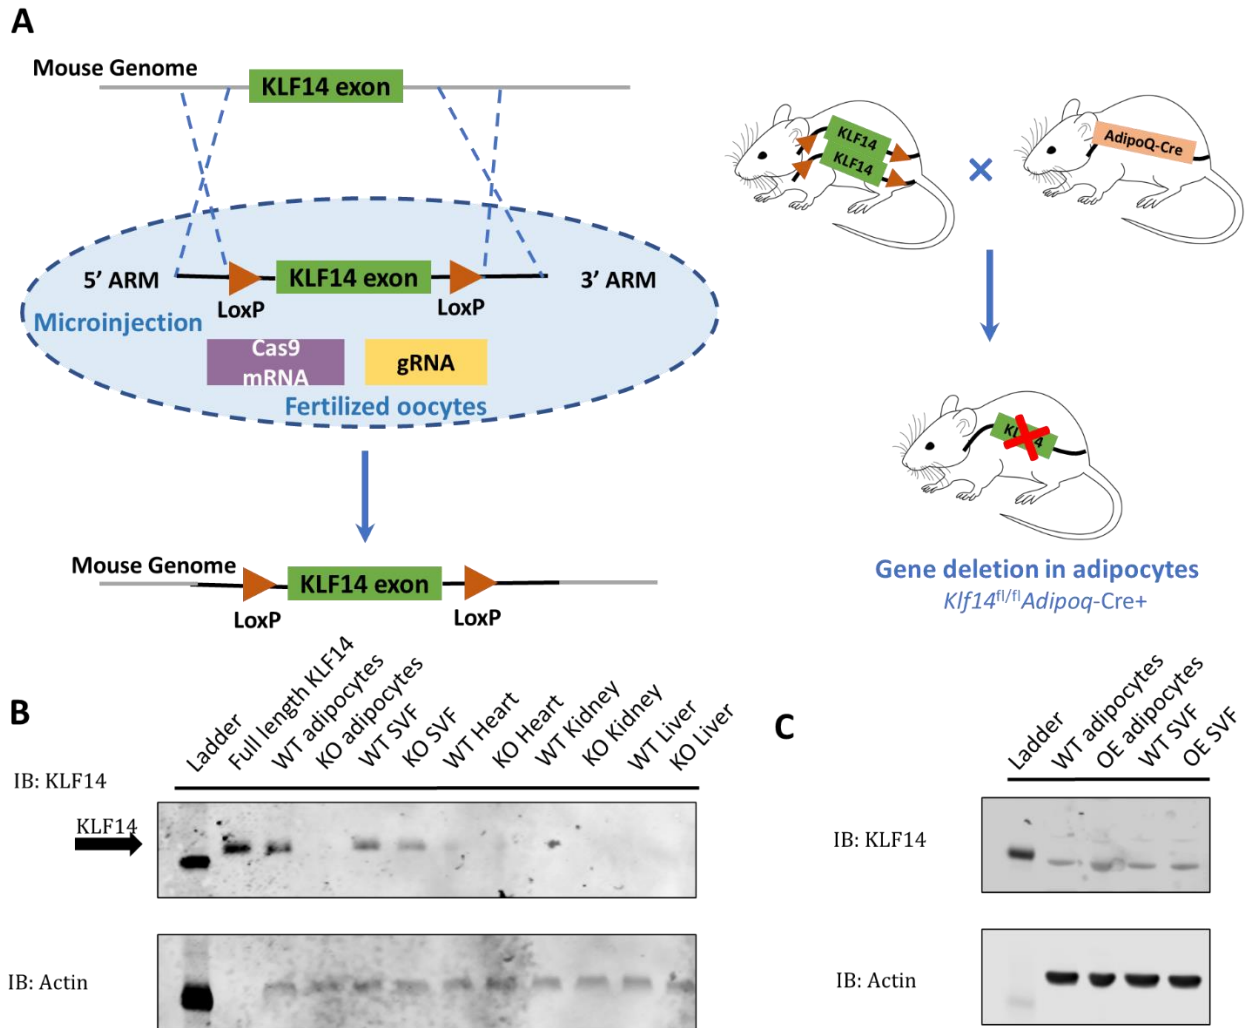 A
Mouse Genome
KLF14 exon
5' ARM
KLF14 exon
3' ARM
LoxP
LoxP
Microinjection
Cas9
mRNA
gRNA
Fertilized oocytes
Mouse Genome
KLF14 exon
LoxP
LoxP
KLF14
KLF14
×
AdipoQ-Cre
KLF14
Gene deletion in adipocytes
Klf14fl/flAdipoq-Cre+
B
Ladder
Full length KLF14
WT adipocytes
KO adipocytes
WT SVF
KO SVF
WT Heart
KO Heart
WT Kidney
KO Kidney
WT Liver
KO Liver
IB: KLF14
KLF14
IB: Actin
C
Ladder
WT adipocytes
OE adipocytes
WT SVF
OE SVF
IB: KLF14
IB: Actin